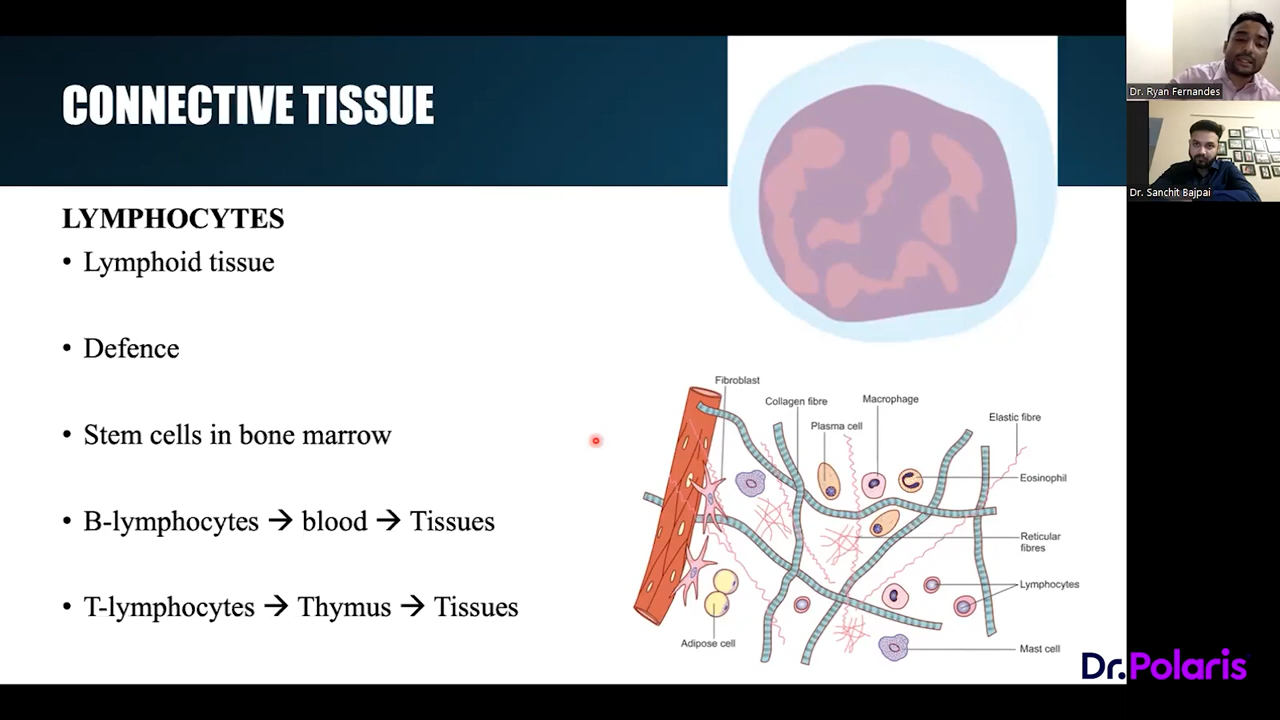 CONNECTIVE TISSUE
LYMPHOCYTES
• Lymphoid tissue
• Defence
• Stem cells in bone marrow
• B-lymphocytes → blood → Tissues
• T-lymphocytes → Thymus → Tissues
Fibroblast
Collagen fibre
Macrophage
Plasma cell
Elastic fibre
Eosinophil
Reticular
fibres
Lymphocytes
Adipose cell
Mast cell
Dr. Ryan Fernandes
Dr. Sanchit Bajpai
Dr.Polaris